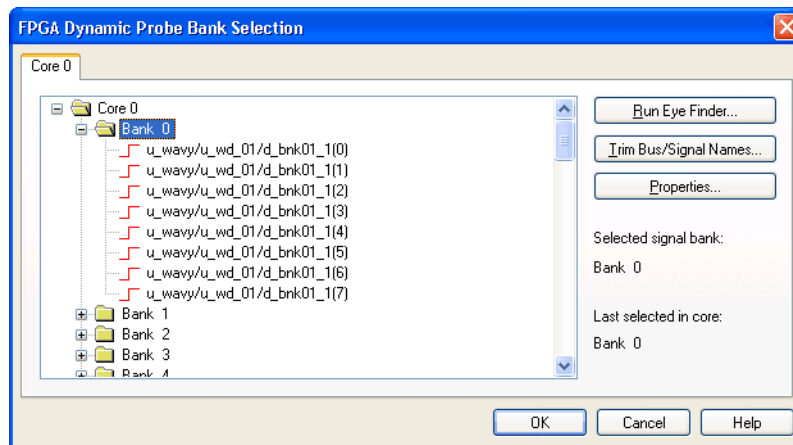 FPGA Dynamic Probe Bank Selection
Core 0
Core 0
Bank 0
u_wavy/u_wd_01/d_bnk01_1(0)
u_wavy/u_wd_01/d_bnk01_1(1)
u_wavy/u_wd_01/d_bnk01_1(2)
u_wavy/u_wd_01/d_bnk01_1(3)
u_wavy/u_wd_01/d_bnk01_1(4)
u_wavy/u_wd_01/d_bnk01_1(5)
u_wavy/u_wd_01/d_bnk01_1(6)
u_wavy/u_wd_01/d_bnk01_1(7)
Bank 1
Bank 2
Bank 3
Bank 4
Run Eye Finder...
Trim Bus/Signal Names...
Properties...
Selected signal bank:
Bank 0
Last selected in core:
Bank 0
OK Cancel Help